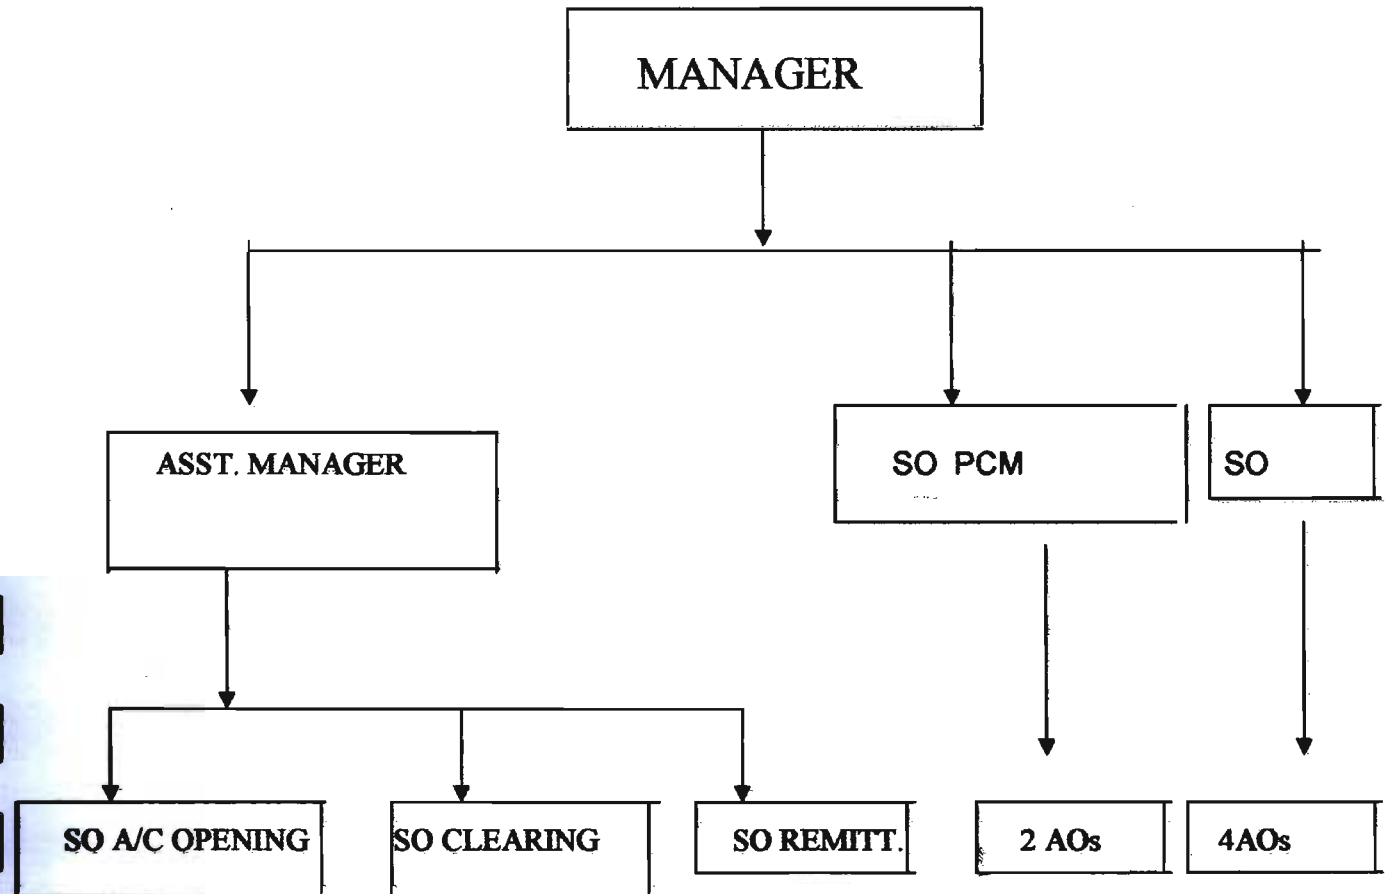 MANAGER
ASST. MANAGER
SO PCM
SO
SO A/C OPENING
SO CLEARING
SO REMITT.
2 AOs
4AOs